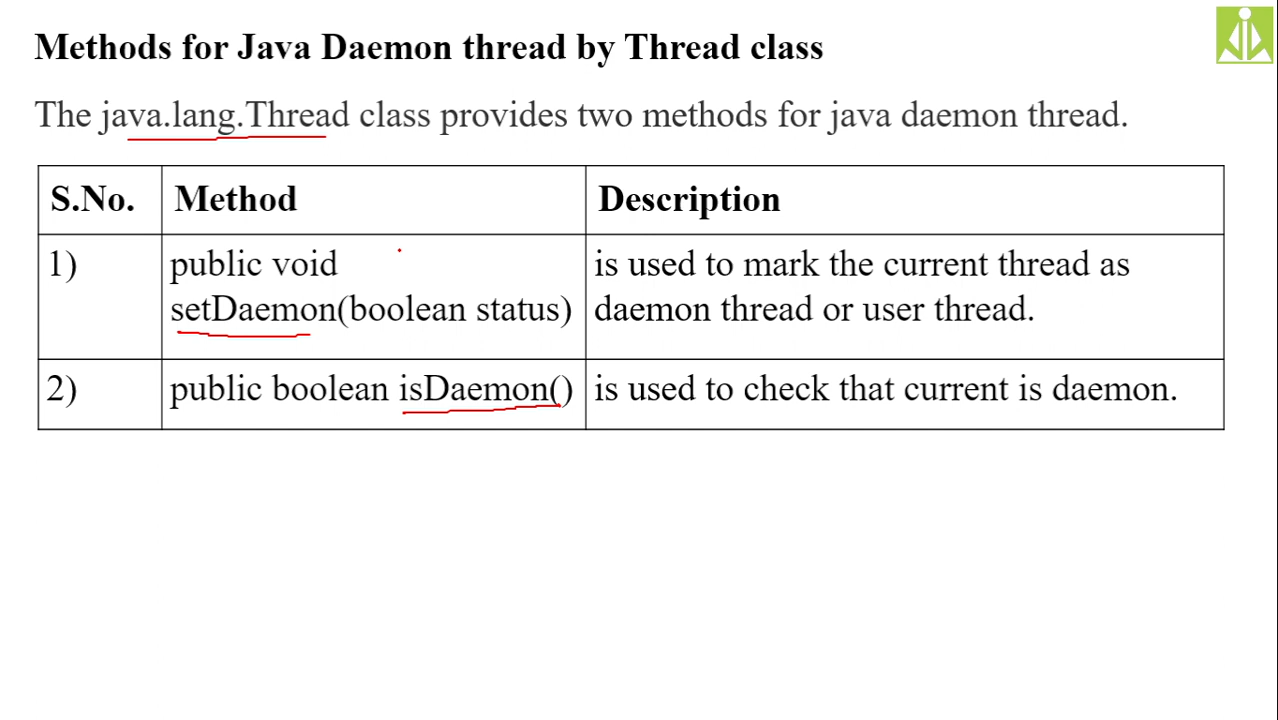 Methods for Java Daemon thread by Thread class
The java.lang.Thread class provides two methods for java daemon thread.
S.No. Method Description
1) public void is used to mark the current thread as
setDaemon(boolean status) daemon thread or user thread.
2) public boolean isDaemon() is used to check that current is daemon.